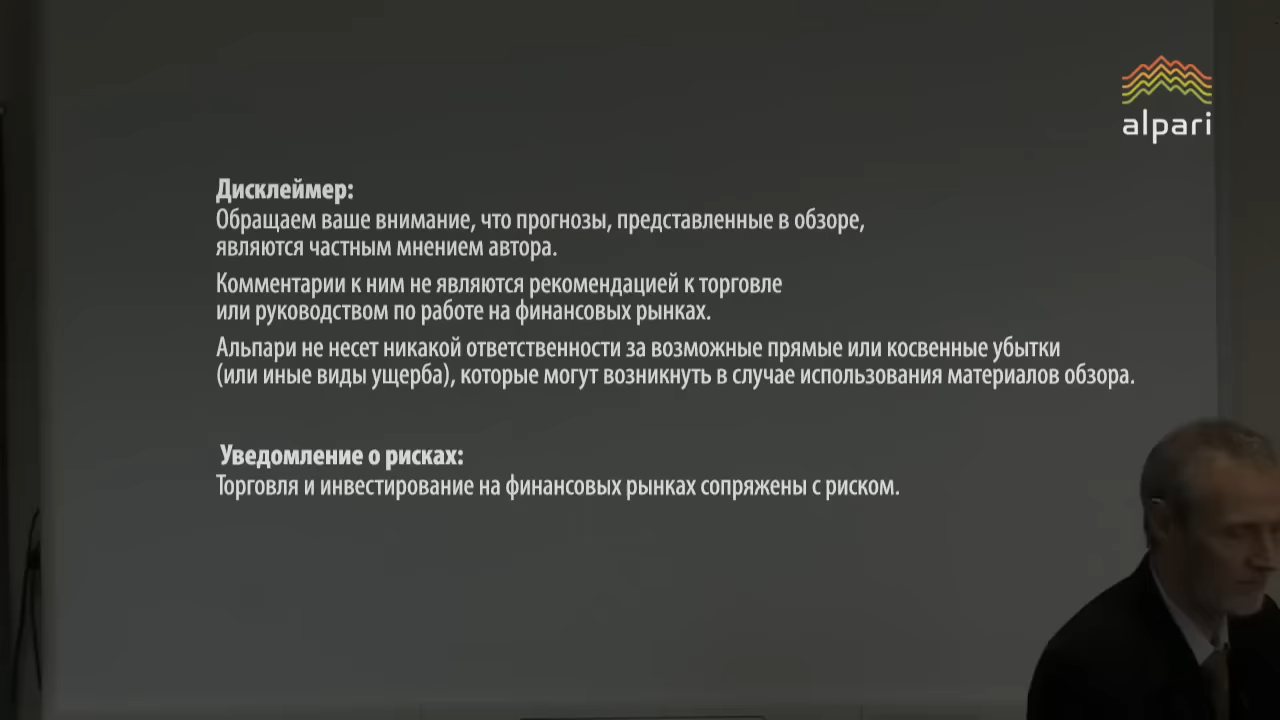 alpari
Дисклеймер:
Обращаем ваше внимание, что прогнозы, представленные в обзоре,
являются частным мнением автора.
Комментарии к ним не являются рекомендацией к торговле
или руководством по работе на финансовых рынках.
Альпари не несет никакой ответственности за возможные прямые или косвенные убытки
(или иные виды ущерба), которые могут возникнуть в случае использования материалов обзора.
Уведомление о рисках:
Торговля и инвестирование на финансовых рынках сопряжены с риском.